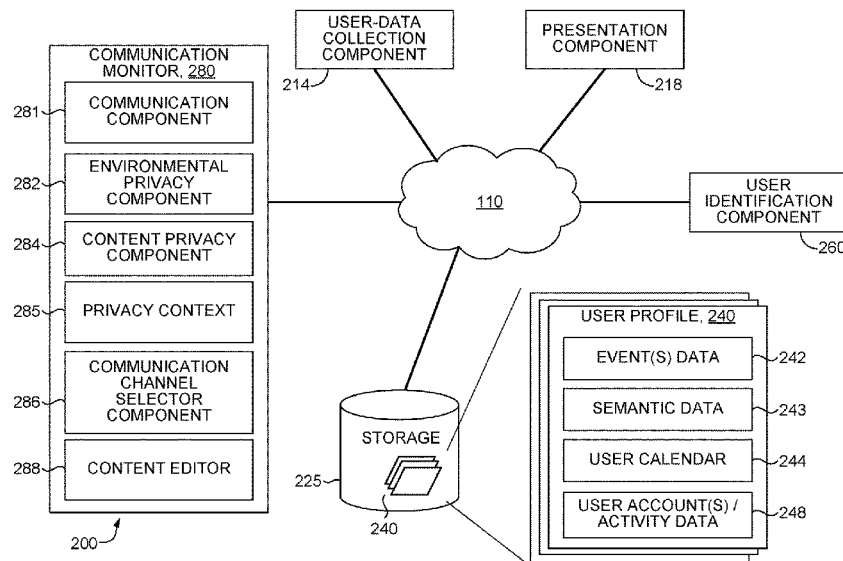 COMMUNICATION
MONITOR, 280
281
COMMUNICATION
COMPONENT
282
ENVIRONMENTAL
PRIVACY
COMPONENT
284
CONTENT PRIVACY
COMPONENT
285
PRIVACY CONTEXT
286
COMMUNICATION
CHANNEL
SELECTOR
COMPONENT
288
CONTENT EDITOR
200
USER-DATA
COLLECTION
COMPONENT
214
PRESENTATION
COMPONENT
218
110
USER
IDENTIFICATION
COMPONENT
260
STORAGE
225
240
USER PROFILE, 240
EVENT(S) DATA
242
SEMANTIC DATA
243
USER CALENDAR
244
USER ACCOUNT(S) /
ACTIVITY DATA
248